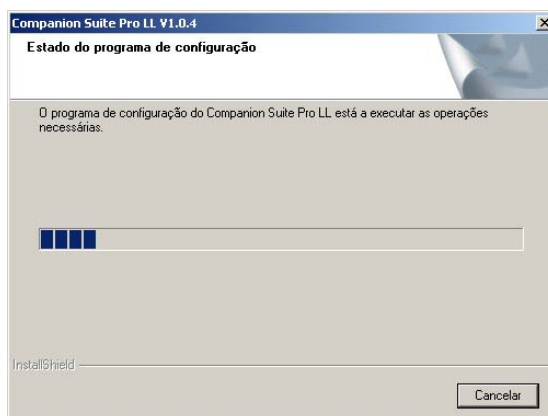 Companion Suite Pro LL V1.0.4
Estado do programa de configuração
O programa de configuração do Companion Suite Pro LL está a executar as operações
necessárias.
InstallShield
Cancelar